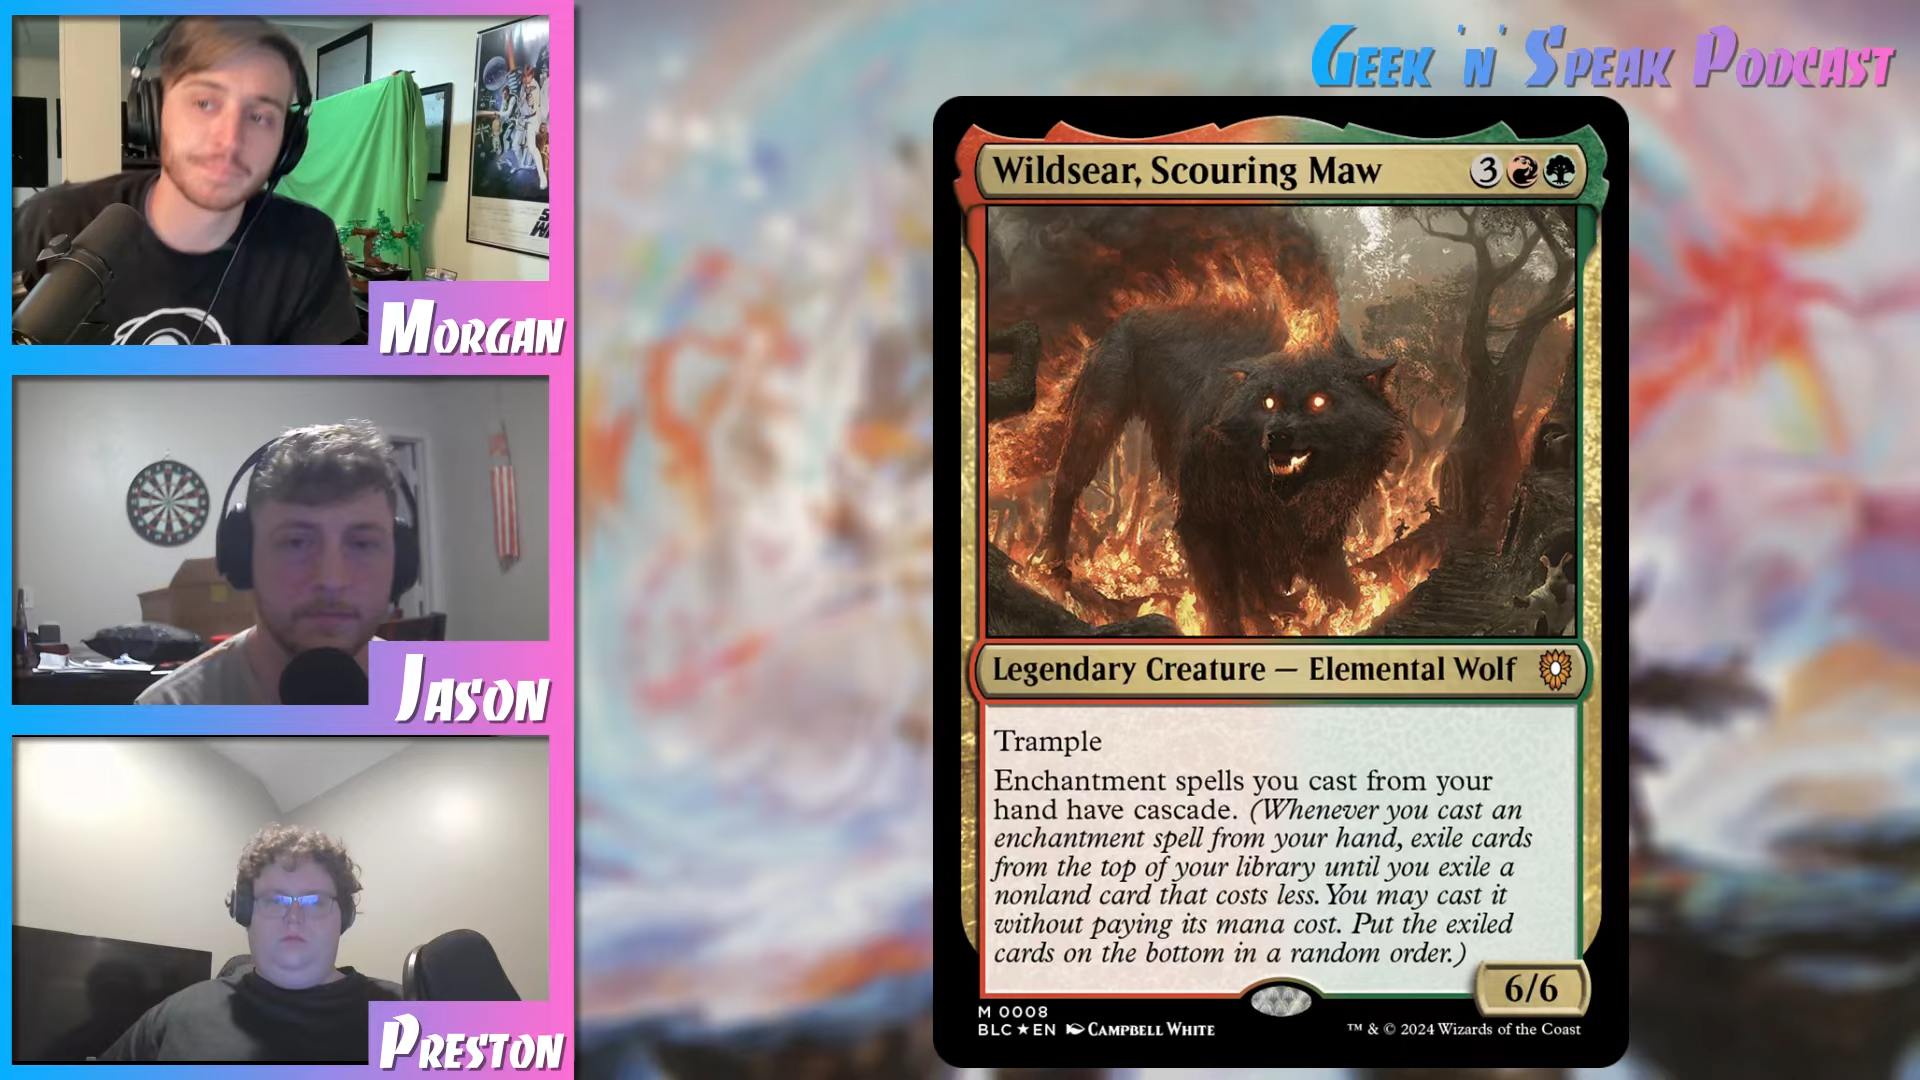 GEEK 'N' SPEAK PODCAST
MORGAN
JASON
PRESTON
Wildsear, Scouring Maw 3
Legendary Creature — Elemental Wolf
Trample
Enchantment spells you cast from your
hand have cascade. (Whenever you cast an
enchantment spell from your hand, exile cards
from the top of your library until you exile a
nonland card that costs less. You may cast it
without paying its mana cost. Put the exiled
cards on the bottom in a random order.)
6/6
M 0008
BLC ★ EN CAMPBELL WHITE
™ & © 2024 Wizards of the Coast